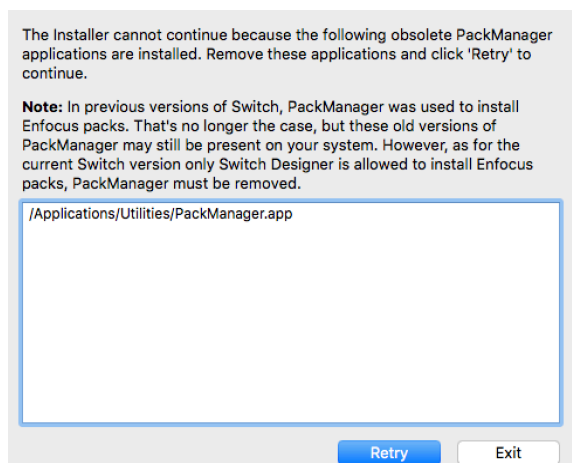 The Installer cannot continue because the following obsolete PackManager
applications are installed. Remove these applications and click 'Retry' to
continue.
Note: In previous versions of Switch, PackManager was used to install
Enfocus packs. That's no longer the case, but these old versions of
PackManager may still be present on your system. However, as for the
current Switch version only Switch Designer is allowed to install Enfocus
packs, PackManager must be removed.
/Applications/Utilities/PackManager.app
Retry Exit